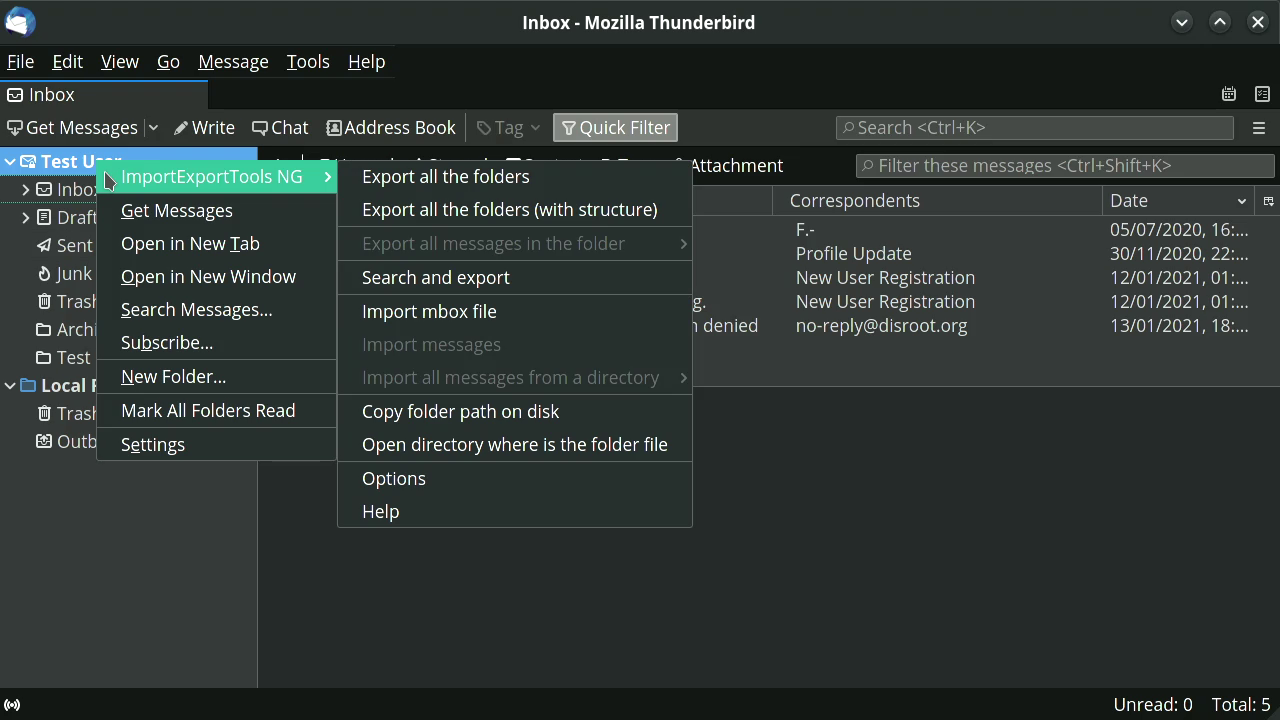 Inbox - Mozilla Thunderbird
File Edit View Go Message Tools Help
Inbox
Get Messages Write Chat Address Book Tag Quick Filter Search <Ctrl+K>
Test User
Attachment Filter these messages <Ctrl+Shift+K>
Inbox
Draft
Sent
Junk
Trash
Archi
Test
Local F
Trash
Outb
ImportExportTools NG
Get Messages
Open in New Tab
Open in New Window
Search Messages...
Subscribe...
New Folder...
Mark All Folders Read
Settings
Export all the folders
Export all the folders (with structure)
Export all messages in the folder
Search and export
Import mbox file
Import messages
Import all messages from a directory
Copy folder path on disk
Open directory where is the folder file
Options
Help
Correspondents Date
F.- 05/07/2020, 16:...
Profile Update 30/11/2020, 22:...
New User Registration 12/01/2021, 01:...
g. New User Registration 12/01/2021, 01:...
n denied no-reply@disroot.org 13/01/2021, 18:...
Unread: 0 Total: 5